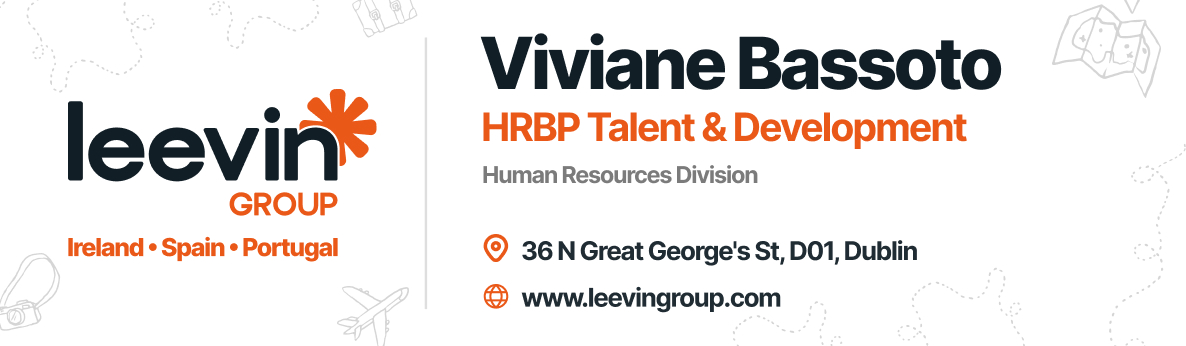 leevin
GROUP
Ireland • Spain • Portugal
Viviane Bassoto
HRBP Talent & Development
Human Resources Division
36 N Great George's St, D01, Dublin
www.leevingroup.com